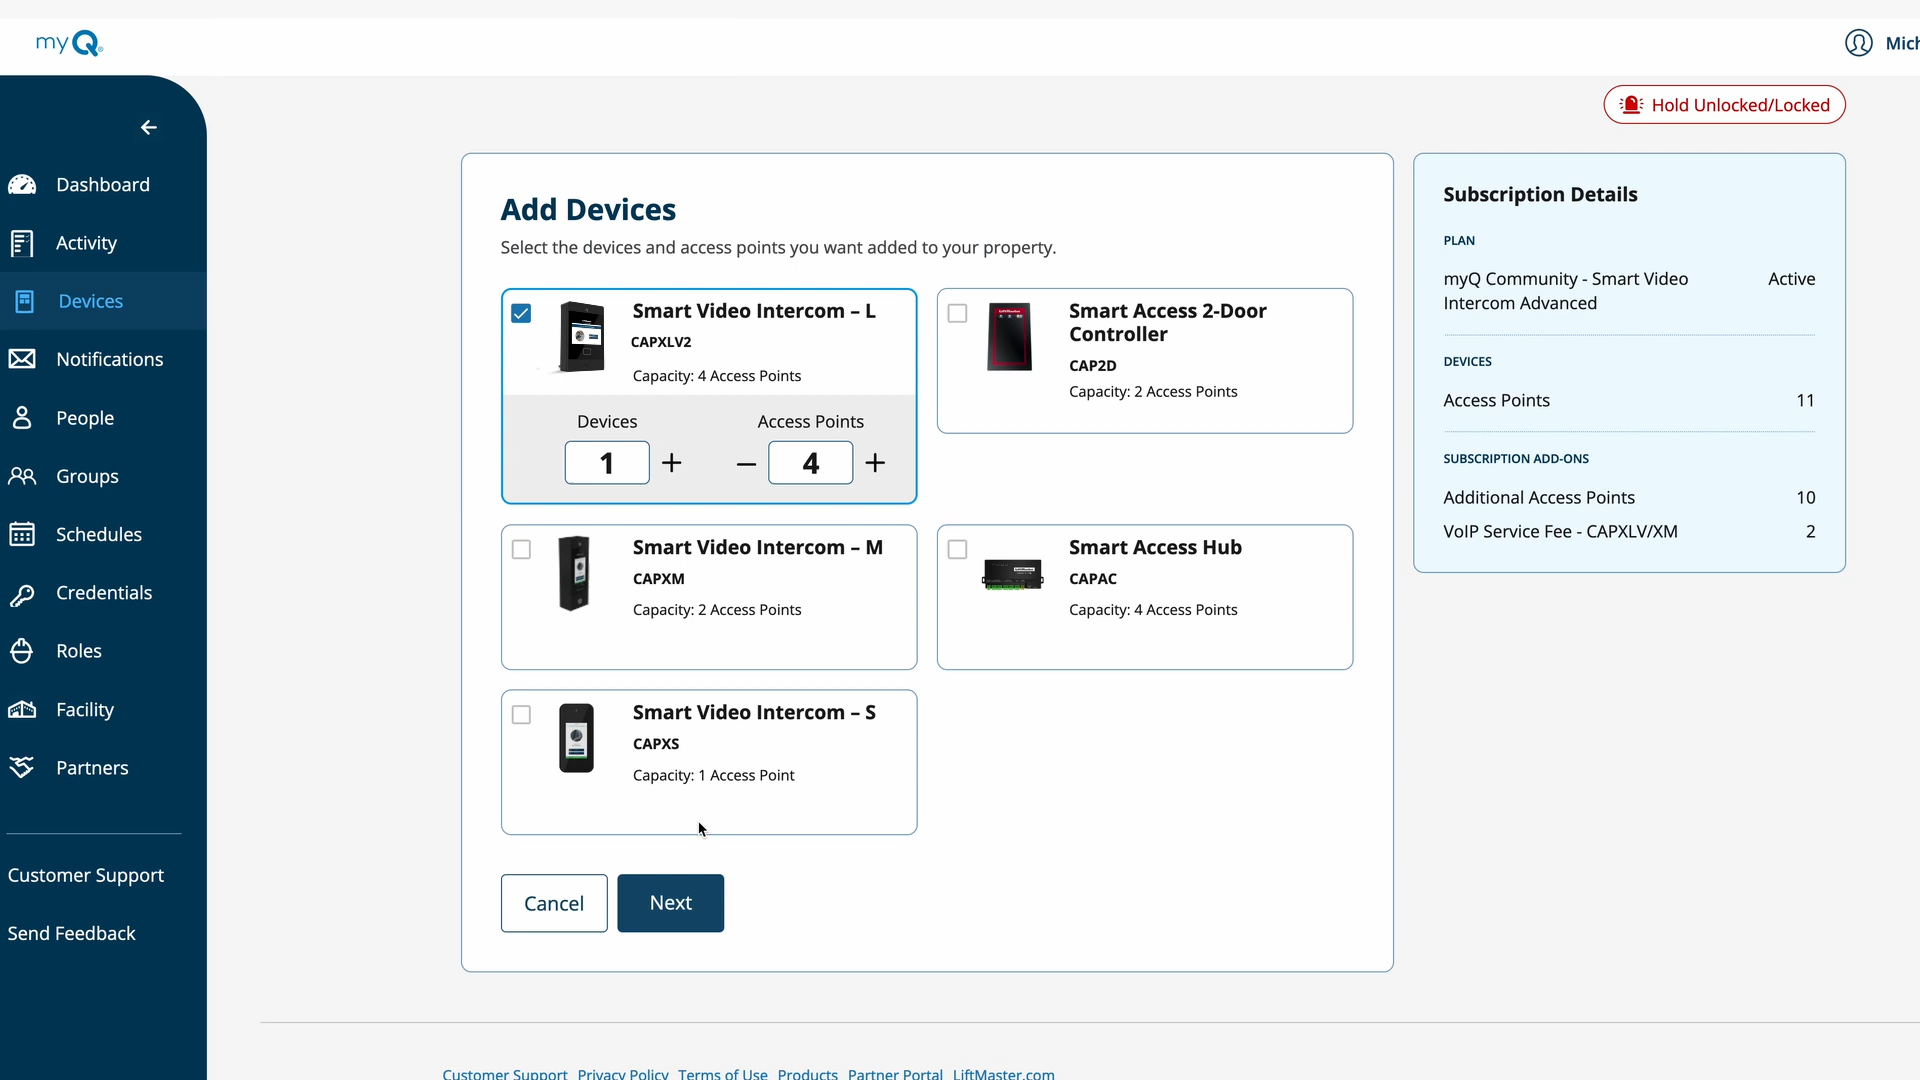 myQ
Mich
Hold Unlocked/Locked
Dashboard
Activity
Devices
Notifications
People
Groups
Schedules
Credentials
Roles
Facility
Partners
Customer Support
Send Feedback
Add Devices
Select the devices and access points you want added to your property.
Smart Video Intercom – L
CAPXLV2
Capacity: 4 Access Points
Devices
Access Points
1 +
– 4 +
Smart Access 2-Door
Controller
CAP2D
Capacity: 2 Access Points
Smart Video Intercom – M
CAPXM
Capacity: 2 Access Points
Smart Access Hub
CAPAC
Capacity: 4 Access Points
Smart Video Intercom – S
CAPXS
Capacity: 1 Access Point
Cancel
Next
Subscription Details
PLAN
myQ Community - Smart Video
Intercom Advanced
Active
DEVICES
Access Points 11
SUBSCRIPTION ADD-ONS
Additional Access Points 10
VoIP Service Fee - CAPXLV/XM 2
Customer Support Privacy Policy Terms of Use Products Partner Portal LiftMaster.com